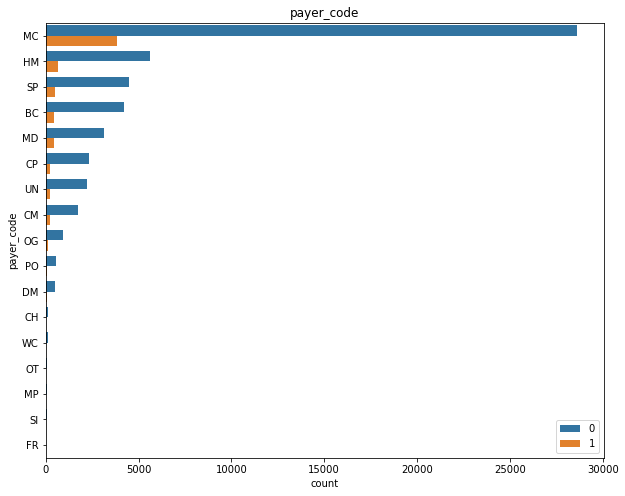 payer_code
MC
HM
SP
BC
MD
CP
UN
CM
OG
PO
DM
CH
WC
OT
MP
SI
FR
payer_code
0
1
0 5000 10000 15000 20000 25000 30000
count